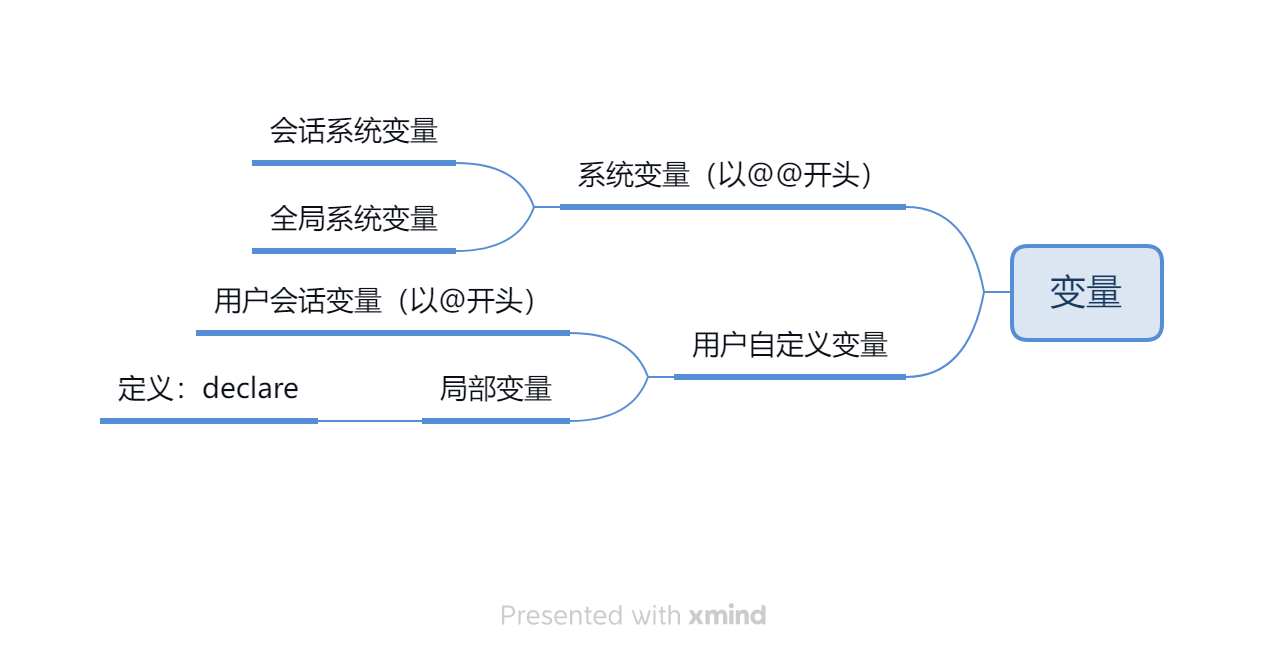 会话系统变量
系统变量（以@@开头）
全局系统变量
变量
用户会话变量（以@开头）
用户自定义变量
定义：declare
局部变量
Presented with xmind